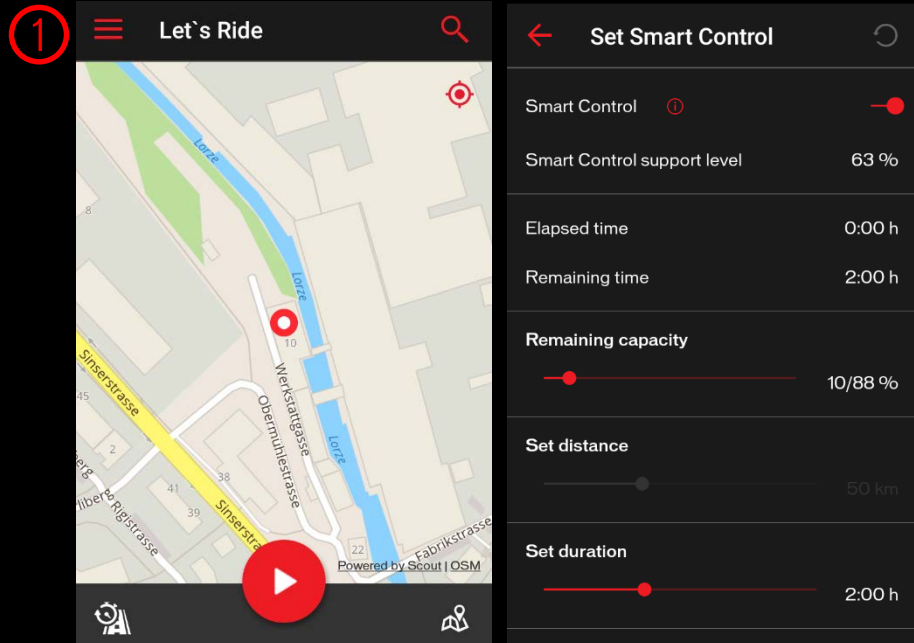 1
Let`s Ride
Lorze
8
Lorze
10
Sinserstrasse
45
Werkstattgasse
Obermühlestrasse
Lorze
2
38
41
39
Rigistrasse
Sinserstra
22
Fabrikstrasse
Powered by Scout | OSM
Set Smart Control
Smart Control
Smart Control support level 63 %
Elapsed time 0:00 h
Remaining time 2:00 h
Remaining capacity
10/88 %
Set distance
50 km
Set duration
2:00 h